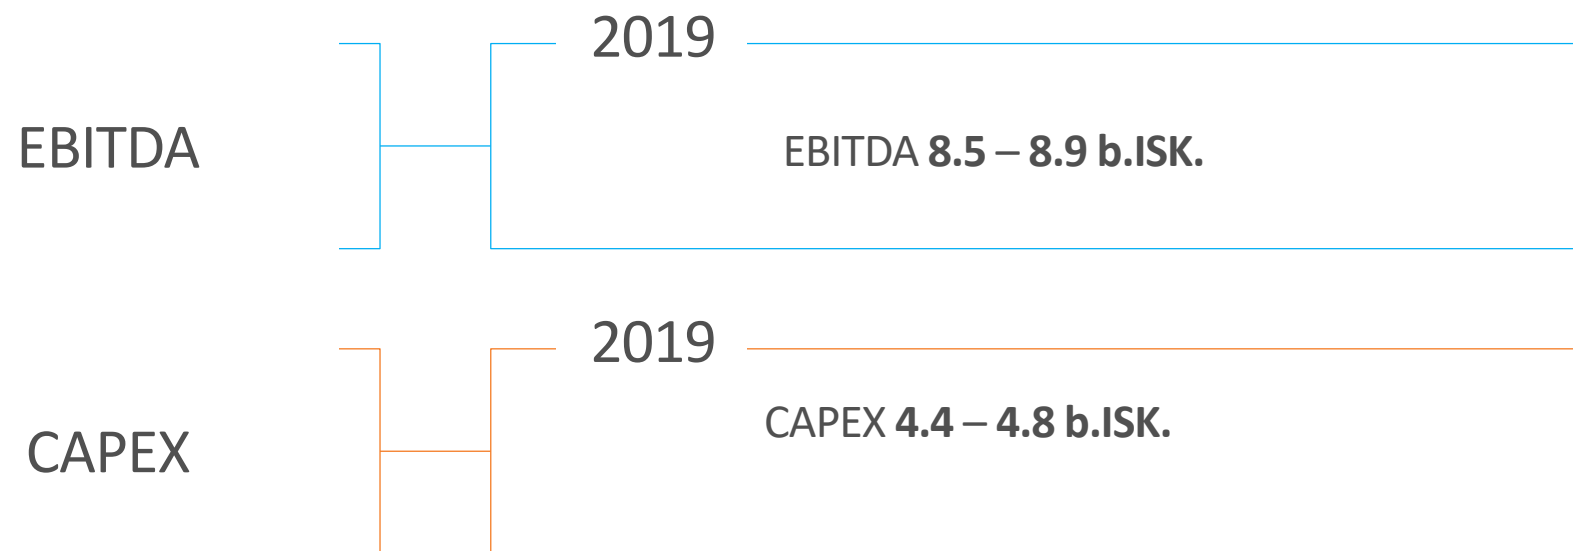 2019
EBITDA
EBITDA 8.5 – 8.9 b.ISK.
2019
CAPEX 4.4 – 4.8 b.ISK.
CAPEX